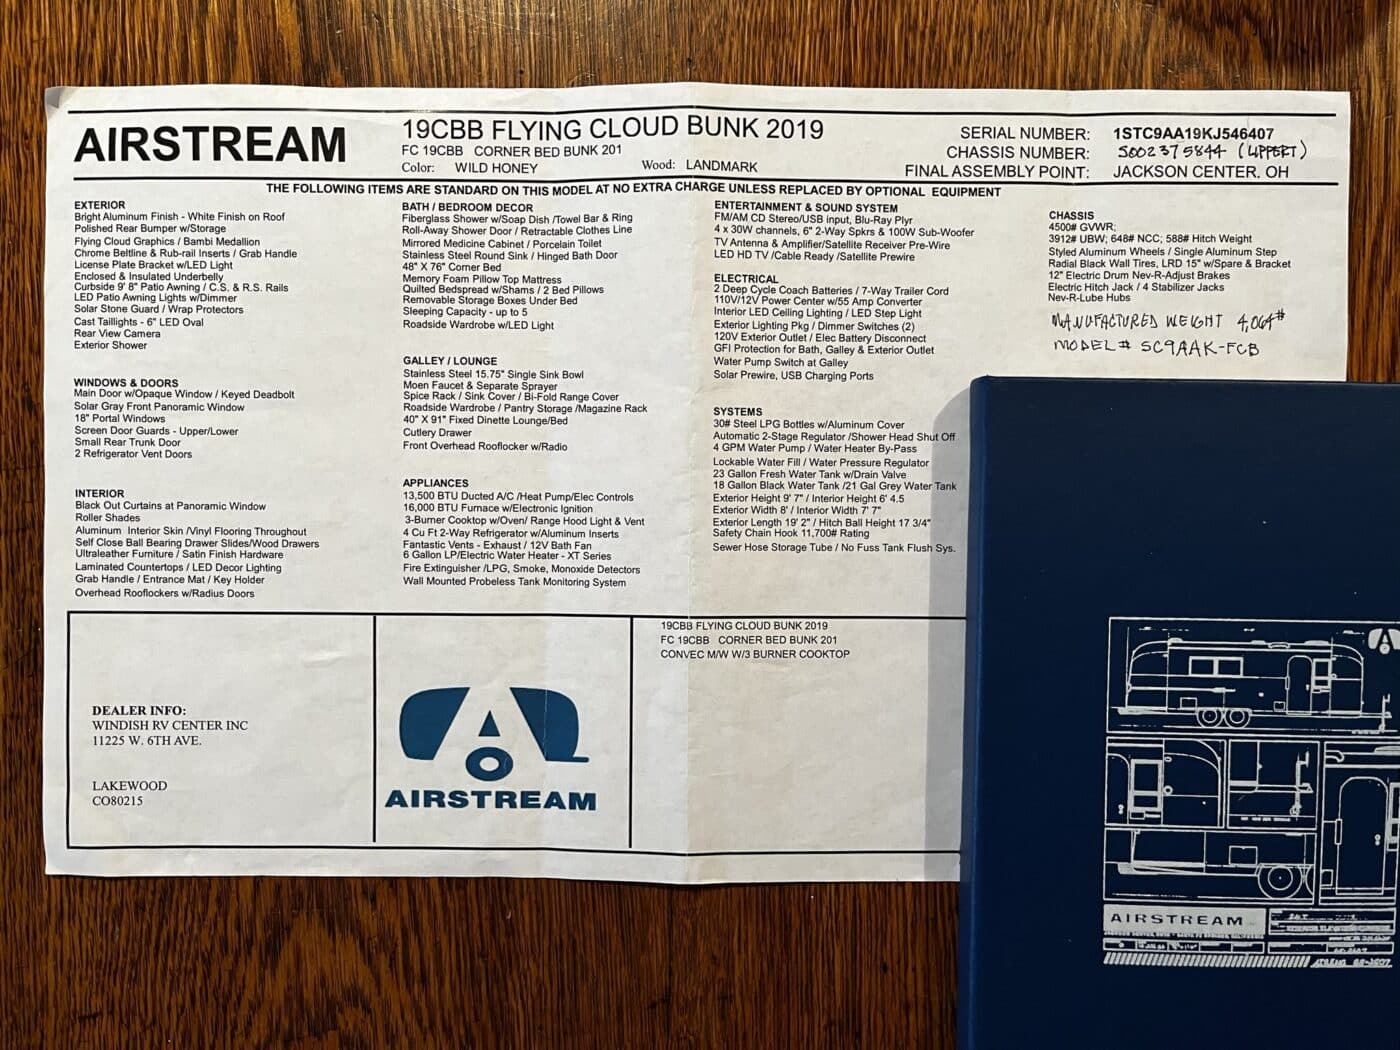 AIRSTREAM
19CBB FLYING CLOUD BUNK 2019
FC 19CBB CORNER BED BUNK 201
Color: WILD HONEY Wood: LANDMARK
SERIAL NUMBER: 1STC9AA19KJ546407
CHASSIS NUMBER: S002375844 (LIPPERT)
FINAL ASSEMBLY POINT: JACKSON CENTER. OH
THE FOLLOWING ITEMS ARE STANDARD ON THIS MODEL AT NO EXTRA CHARGE UNLESS REPLACED BY OPTIONAL EQUIPMENT
EXTERIOR
Bright Aluminum Finish - White Finish on Roof
Polished Rear Bumper w/Storage
Flying Cloud Graphics / Bambi Medallion
Chrome Beltline & Rub-rail Inserts / Grab Handle
License Plate Bracket w/LED Light
Enclosed & Insulated Underbelly
Curbside 9' 8" Patio Awning / C.S. & R.S. Rails
LED Patio Awning Lights w/Dimmer
Solar Stone Guard / Wrap Protectors
Cast Taillights - 6" LED Oval
Rear View Camera
Exterior Shower
WINDOWS & DOORS
Main Door w/Opaque Window / Keyed Deadbolt
Solar Gray Front Panoramic Window
18" Portal Windows
Screen Door Guards - Upper/Lower
Small Rear Trunk Door
2 Refrigerator Vent Doors
INTERIOR
Black Out Curtains at Panoramic Window
Roller Shades
Aluminum Interior Skin /Vinyl Flooring Throughout
Self Close Ball Bearing Drawer Slides/Wood Drawers
Ultraleather Furniture / Satin Finish Hardware
Laminated Countertops / LED Decor Lighting
Grab Handle / Entrance Mat / Key Holder
Overhead Rooflockers w/Radius Doors
BATH / BEDROOM DECOR
Fiberglass Shower w/Soap Dish /Towel Bar & Ring
Roll-Away Shower Door / Retractable Clothes Line
Mirrored Medicine Cabinet / Porcelain Toilet
Stainless Steel Round Sink / Hinged Bath Door
48" X 76" Corner Bed
Memory Foam Pillow Top Mattress
Quilted Bedspread w/Shams / 2 Bed Pillows
Removable Storage Boxes Under Bed
Sleeping Capacity - up to 5
Roadside Wardrobe w/LED Light
GALLEY / LOUNGE
Stainless Steel 15.75" Single Sink Bowl
Moen Faucet & Separate Sprayer
Spice Rack / Sink Cover / Bi-Fold Range Cover
Roadside Wardrobe / Pantry Storage /Magazine Rack
40" X 91" Fixed Dinette Lounge/Bed
Cutlery Drawer
Front Overhead Rooflocker w/Radio
APPLIANCES
13,500 BTU Ducted A/C /Heat Pump/Elec Controls
16,000 BTU Furnace w/Electronic Ignition
3-Burner Cooktop w/Oven/ Range Hood Light & Vent
4 Cu Ft 2-Way Refrigerator w/Aluminum Inserts
Fantastic Vents - Exhaust / 12V Bath Fan
6 Gallon LP/Electric Water Heater - XT Series
Fire Extinguisher /LPG, Smoke, Monoxide Detectors
Wall Mounted Probeless Tank Monitoring System
ENTERTAINMENT & SOUND SYSTEM
FM/AM CD Stereo/USB input, Blu-Ray Plyr
4 x 30W channels, 6" 2-Way Spkrs & 100W Sub-Woofer
TV Antenna & Amplifier/Satellite Receiver Pre-Wire
LED HD TV /Cable Ready /Satellite Prewire
ELECTRICAL
2 Deep Cycle Coach Batteries / 7-Way Trailer Cord
110V/12V Power Center w/55 Amp Converter
Interior LED Ceiling Lighting / LED Step Light
Exterior Lighting Pkg / Dimmer Switches (2)
120V Exterior Outlet / Elec Battery Disconnect
GFI Protection for Bath, Galley & Exterior Outlet
Water Pump Switch at Galley
Solar Prewire, USB Charging Ports
SYSTEMS
30# Steel LPG Bottles w/Aluminum Cover
Automatic 2-Stage Regulator /Shower Head Shut Off
4 GPM Water Pump / Water Heater By-Pass
Lockable Water Fill / Water Pressure Regulator
23 Gallon Fresh Water Tank w/Drain Valve
18 Gallon Black Water Tank /21 Gal Grey Water Tank
Exterior Height 9' 7" / Interior Height 6' 4.5
Exterior Width 8' / Interior Width 7' 7"
Exterior Length 19' 2" / Hitch Ball Height 17 3/4"
Safety Chain Hook 11,700# Rating
Sewer Hose Storage Tube / No Fuss Tank Flush Sys.
CHASSIS
4500# GVWR;
3912# UBW; 648# NCC; 588# Hitch Weight
Styled Aluminum Wheels / Single Aluminum Step
Radial Black Wall Tires, LRD 15" w/Spare & Bracket
12" Electric Drum Nev-R-Adjust Brakes
Electric Hitch Jack / 4 Stabilizer Jacks
Nev-R-Lube Hubs
MANUFACTURED WEIGHT 4,064#
MODEL# SC9AAK-FCB
DEALER INFO:
WINDISH RV CENTER INC
11225 W. 6TH AVE.
LAKEWOOD
CO80215
AIRSTREAM
19CBB FLYING CLOUD BUNK 2019
FC 19CBB CORNER BED BUNK 201
CONVEC M/W W/3 BURNER COOKTOP
AIRSTREAM